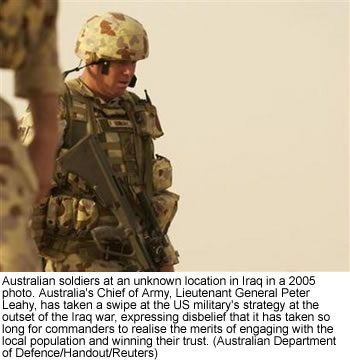 Australian soldiers at an unknown location in Iraq in a 2005
photo. Australia's Chief of Army, Lieutenant General Peter
Leahy, has taken a swipe at the US military's strategy at the
outset of the Iraq war, expressing disbelief that it has taken so
long for commanders to realise the merits of engaging with the
local population and winning their trust. (Australian Department
of Defence/Handout/Reuters)